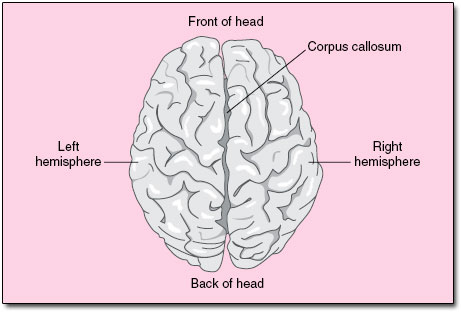 Front of head
Corpus callosum
Left
hemisphere
Right
hemisphere
Back of head